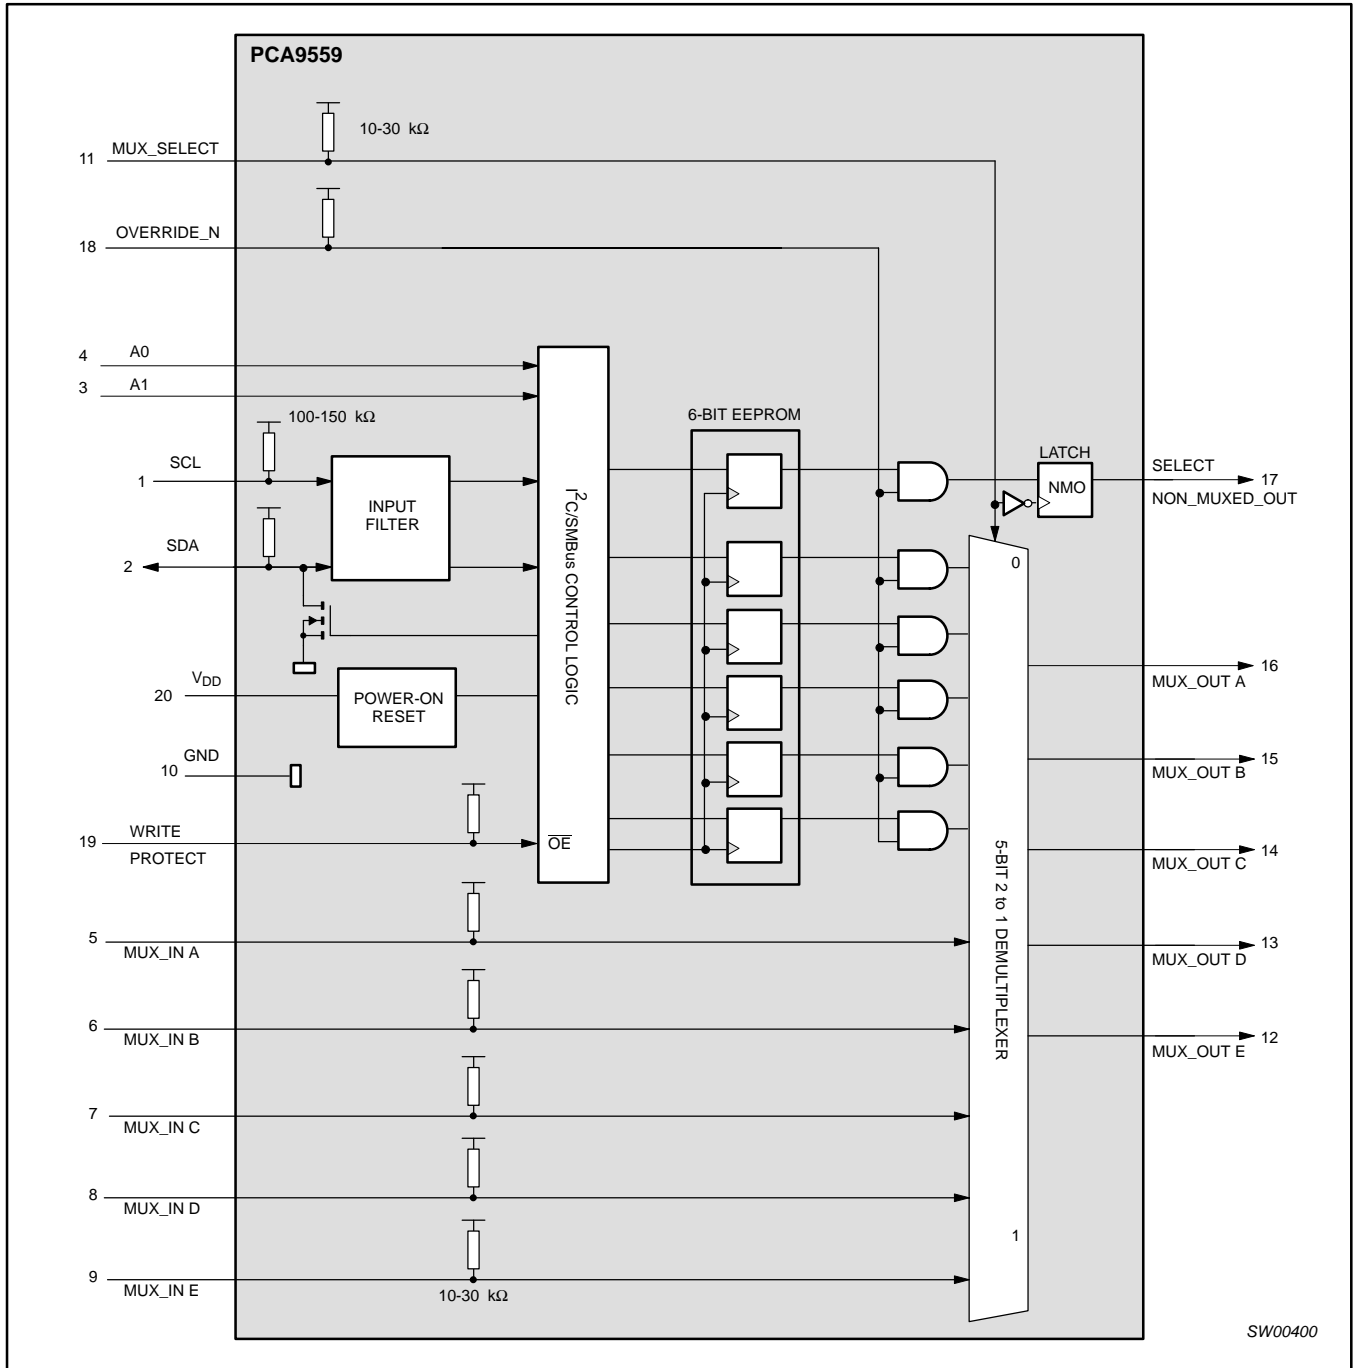 PCA9559
10-30 kΩ
11 MUX_SELECT
18 OVERRIDE_N
4 A0
3 A1
100-150 kΩ
1 SCL
INPUT
FILTER
2 SDA
20 VDD
POWER-ON
RESET
10 GND
19 WRITE
PROTECT
I2C/SMBus CONTROL LOGIC
OE
6-BIT EEPROM
LATCH
NMO
SELECT
17
NON_MUXED_OUT
0
5-BIT 2 to 1 DEMULTIPLEXER
1
16
MUX_OUT A
15
MUX_OUT B
14
MUX_OUT C
13
MUX_OUT D
12
MUX_OUT E
5
MUX_IN A
6
MUX_IN B
7
MUX_IN C
8
MUX_IN D
9
MUX_IN E
10-30 kΩ
SW00400